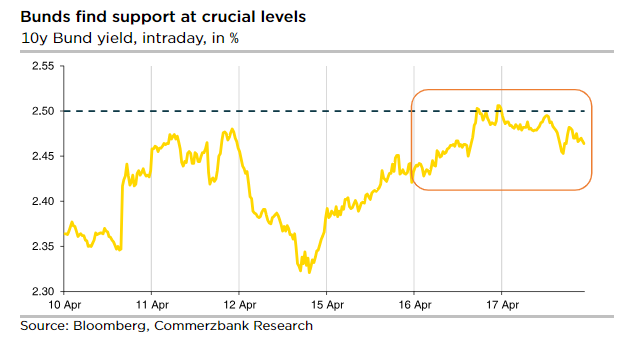 Bunds find support at crucial levels
10y Bund yield, intraday, in %
2.55
2.50
2.45
2.40
2.35
2.30
10 Apr 11 Apr 12 Apr 15 Apr 16 Apr 17 Apr
Source: Bloomberg, Commerzbank Research